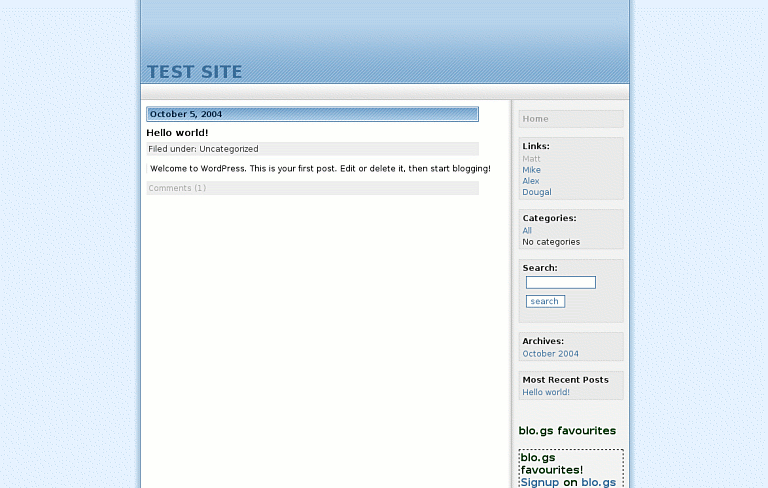 TEST SITE
October 5, 2004
Hello world!
Filed under: Uncategorized
Welcome to WordPress. This is your first post. Edit or delete it, then start blogging!
Comments (1)
Home
Links:
Matt
Mike
Alex
Dougal
Categories:
All
No categories
Search:
search
Archives:
October 2004
Most Recent Posts
Hello world!
blo.gs favourites
blo.gs
favourites!
Signup on blo.gs